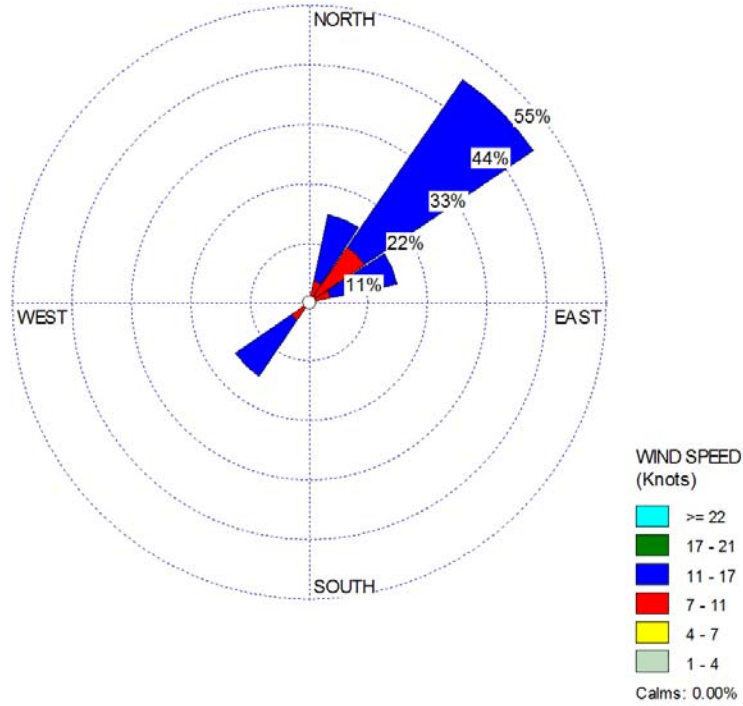 NORTH
55%
44%
33%
22%
11%
WEST
EAST
SOUTH
WIND SPEED
(Knots)
>= 22
17 - 21
11 - 17
7 - 11
4 - 7
1 - 4
Calms: 0.00%